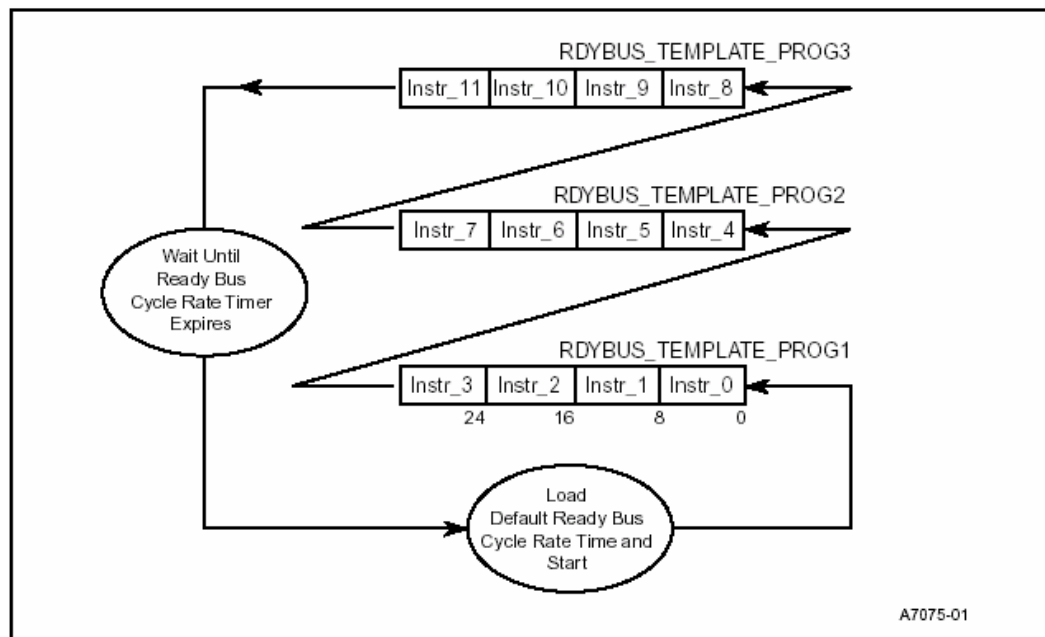 RDYBUS_TEMPLATE_PROG3
Instr_11 Instr_10 Instr_9 Instr_8
RDYBUS_TEMPLATE_PROG2
Instr_7 Instr_6 Instr_5 Instr_4
Wait Until
Ready Bus
Cycle Rate Timer
Expires
RDYBUS_TEMPLATE_PROG1
Instr_3 Instr_2 Instr_1 Instr_0
24 16 8 0
Load
Default Ready Bus
Cycle Rate Time and
Start
A7075-01